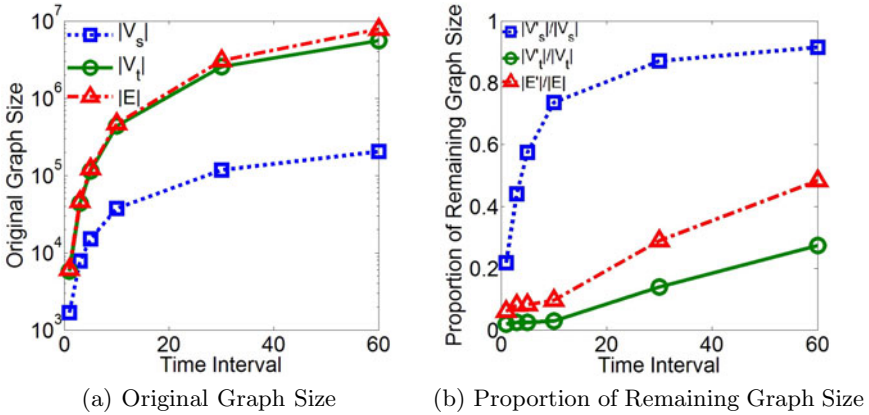 10^7
10^6
10^5
10^4
10^3
Original Graph Size
|V_s|
|V_t|
|E|
0 20 40 60
Time Interval
(a) Original Graph Size
1
0.8
0.6
0.4
0.2
0
Proportion of Remaining Graph Size
|V'_s|/|V_s|
|V'_t|/|V_t|
|E'|/|E|
0 20 40 60
Time Interval
(b) Proportion of Remaining Graph Size